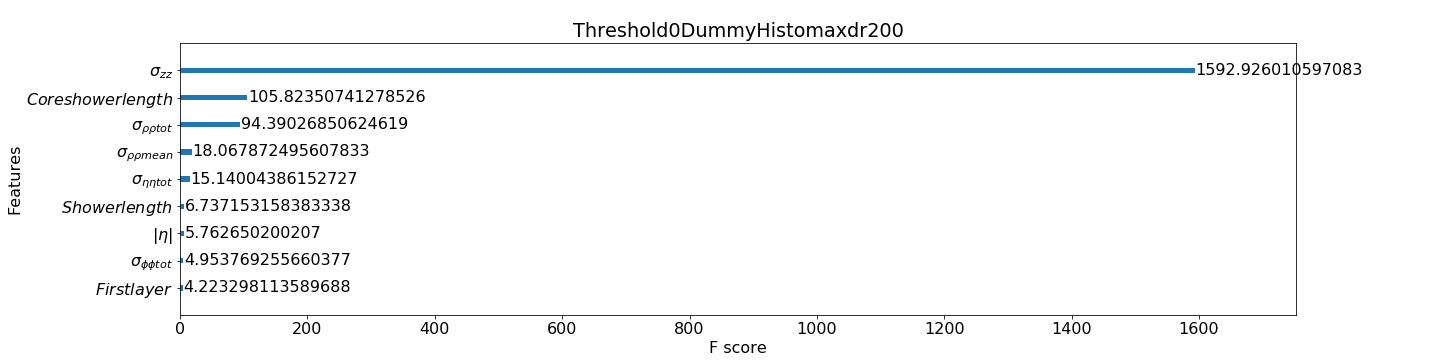 Threshold0DummyHistomaxdr200
Features
σzz 1592.926010597083
Coreshowerlength 105.82350741278526
σρρtot 94.39026850624619
σρρmean 18.067872495607833
σηηtot 15.14004386152727
Showerlength 6.737153158383338
|η| 5.762650200207
σϕϕtot 4.953769255660377
Firstlayer 4.223298113589688
0 200 400 600 800 1000 1200 1400 1600
F score